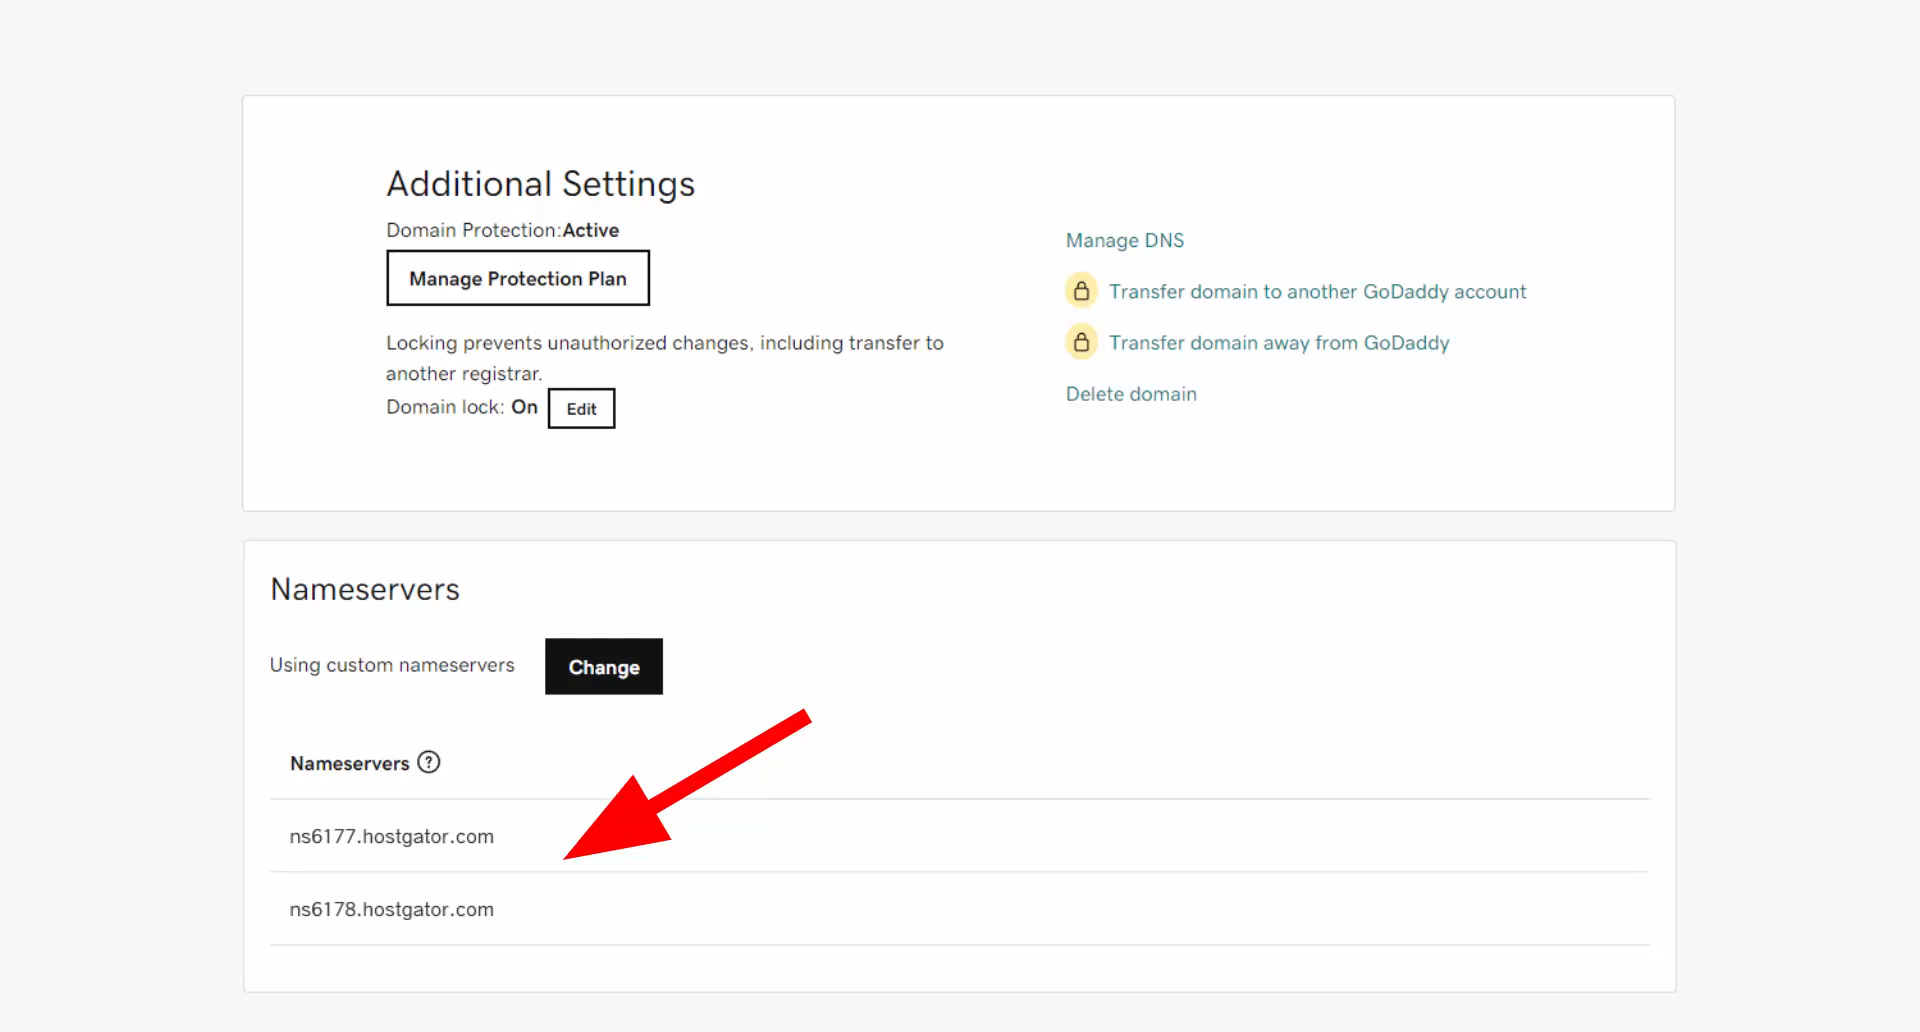 Additional Settings
Domain Protection:Active
Manage Protection Plan
Locking prevents unauthorized changes, including transfer to
another registrar.
Domain lock: On Edit
Manage DNS
Transfer domain to another GoDaddy account
Transfer domain away from GoDaddy
Delete domain
Nameservers
Using custom nameservers Change
Nameservers ?
ns6177.hostgator.com
ns6178.hostgator.com